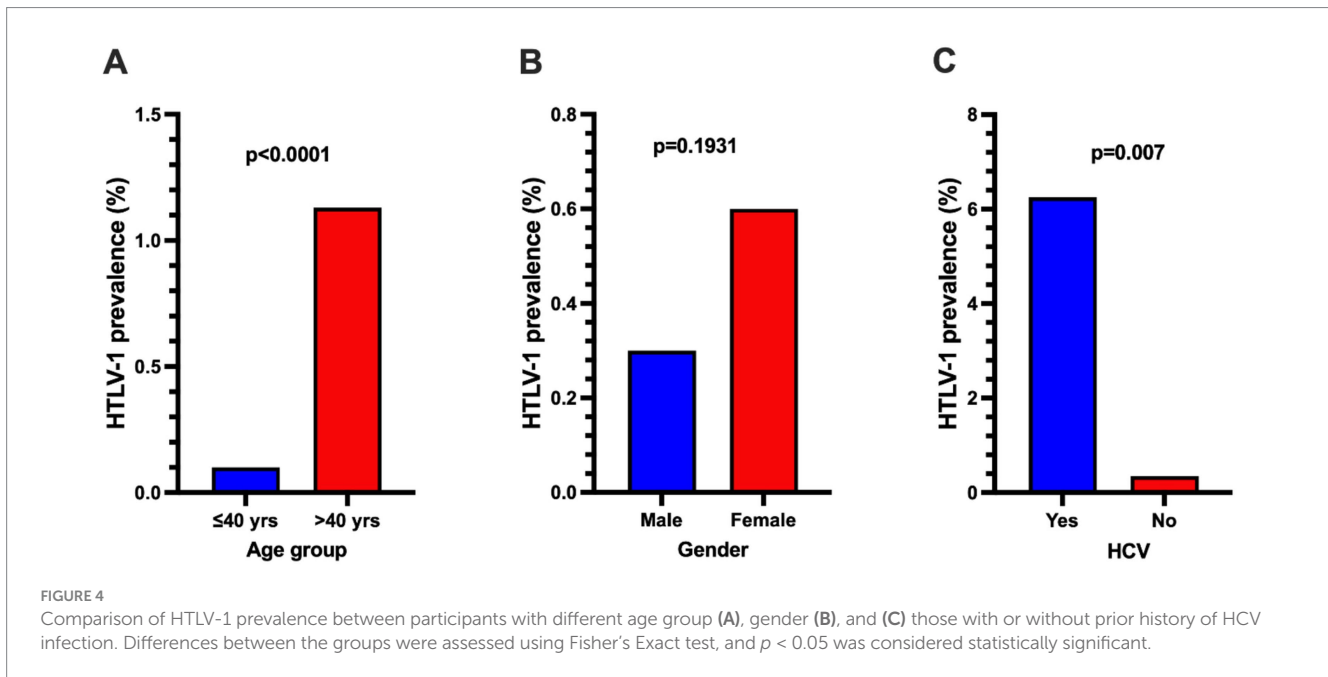 A
HTLV-1 prevalence (%)
1.5
1.0
0.5
0.0
p<0.0001
≤40 yrs >40 yrs
Age group
B
HTLV-1 prevalence (%)
0.8
0.6
0.4
0.2
0.0
p=0.1931
Male Female
Gender
C
HTLV-1 prevalence (%)
8
6
4
2
0
p=0.007
Yes No
HCV
FIGURE 4
Comparison of HTLV-1 prevalence between participants with different age group (A), gender (B), and (C) those with or without prior history of HCV
infection. Differences between the groups were assessed using Fisher’s Exact test, and p < 0.05 was considered statistically significant.